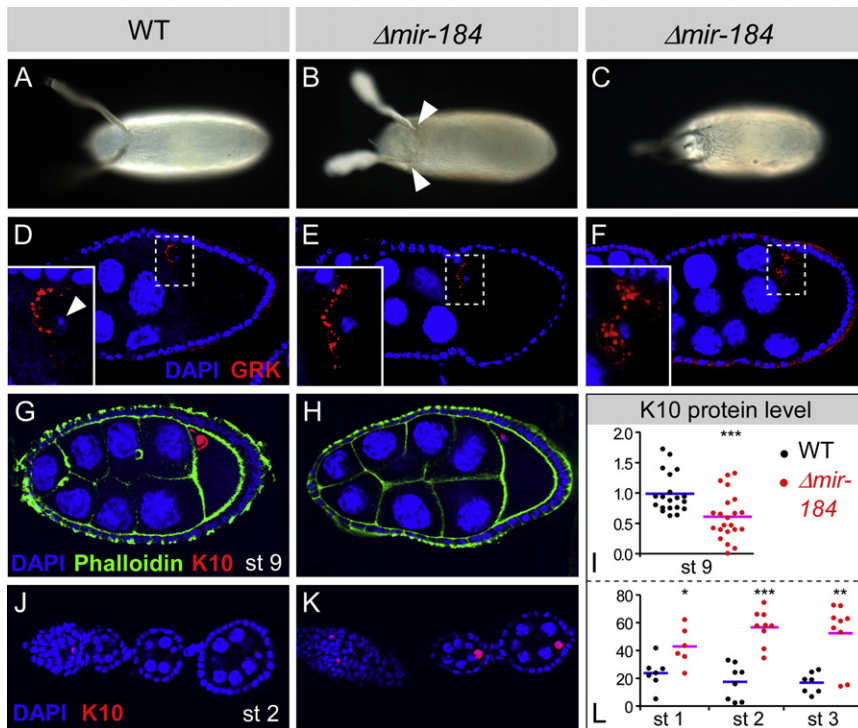 WT
Δmir-184
Δmir-184
A
B
C
D
E
F
DAPI GRK
G
H
DAPI Phalloidin K10 st 9
K10 protein level
2.0
1.5
1.0
0.5
0.0
***
WT
Δmir-
184
st 9
I
J
K
DAPI K10 st 2
80
60
40
20
0
*
***
**
st 1 st 2 st 3
L